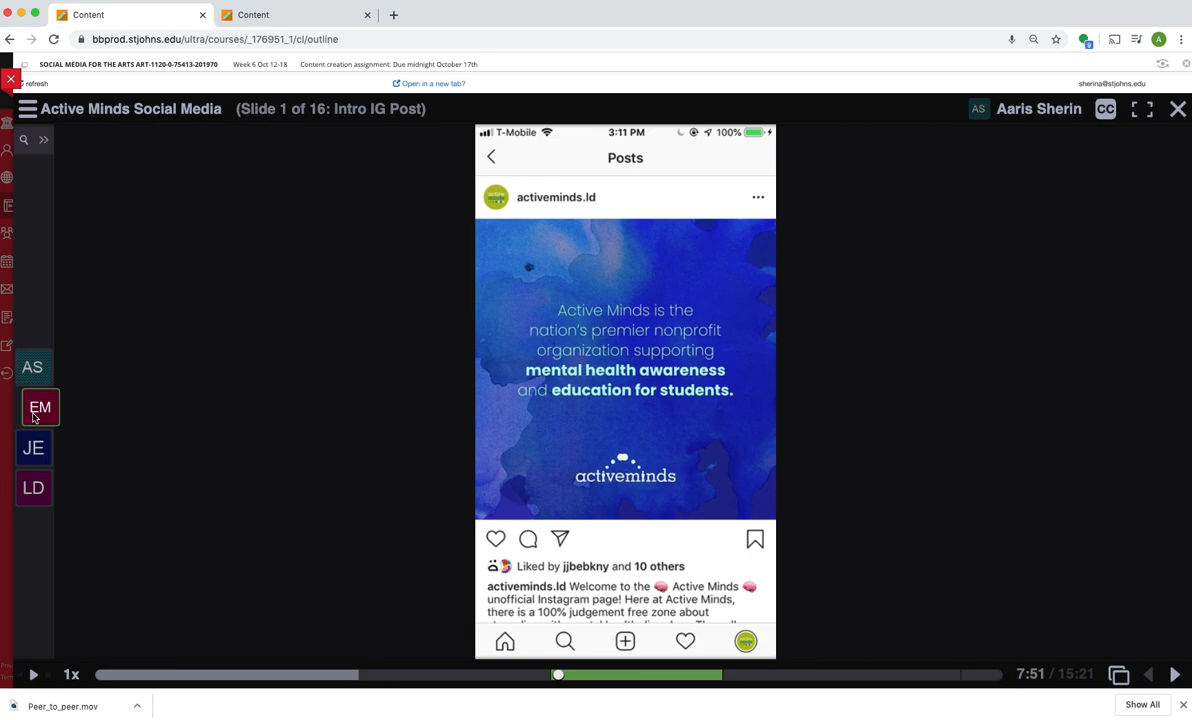 Content
Content
bbprod.stjohns.edu/ultra/courses/_176951_1/cl/outline
9
A
SOCIAL MEDIA FOR THE ARTS ART-1120-0-75413-201970 Week 6 Oct 12-18 Content creation assignment: Due midnight October 17th
refresh
Open in a new tab?
sherina@stjohns.edu
Active Minds Social Media (Slide 1 of 16: Intro IG Post)
AS Aaris Sherin CC
T-Mobile 3:11 PM 100%
Posts
activeminds.ld
Active Minds is the
nation's premier nonprofit
organization supporting
mental health awareness
and education for students.
activeminds
AS
EM
JE
LD
Liked by jjbebkny and 10 others
activeminds.ld Welcome to the 🧠 Active Minds 🧠
unofficial Instagram page! Here at Active Minds,
there is a 100% judgement free zone about
1x
7:51 / 15:21
Peer_to_peer.mov
Show All